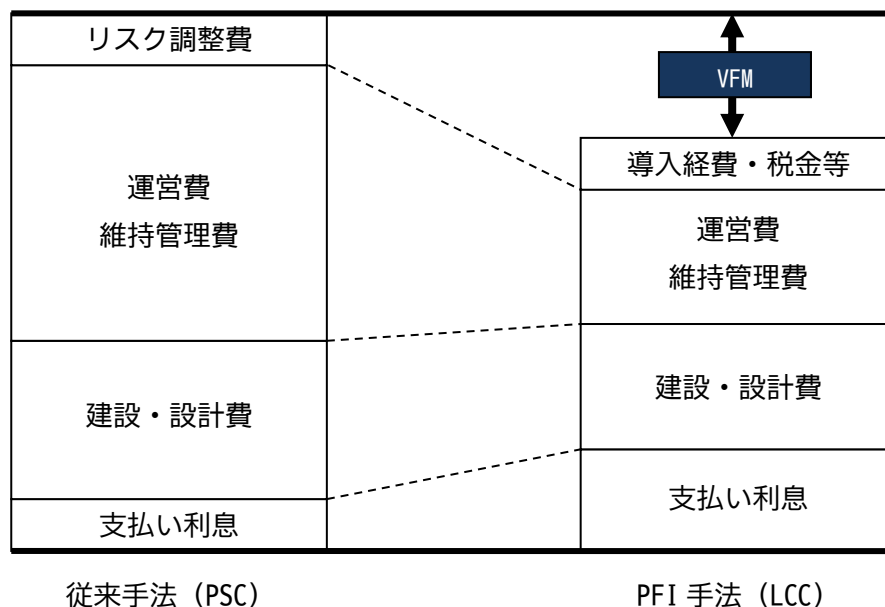 リスク調整費
運営費
維持管理費
建設・設計費
支払い利息
従来手法 (PSC)
VFM
導入経費・税金等
運営費
維持管理費
建設・設計費
支払い利息
PFI 手法 (LCC)